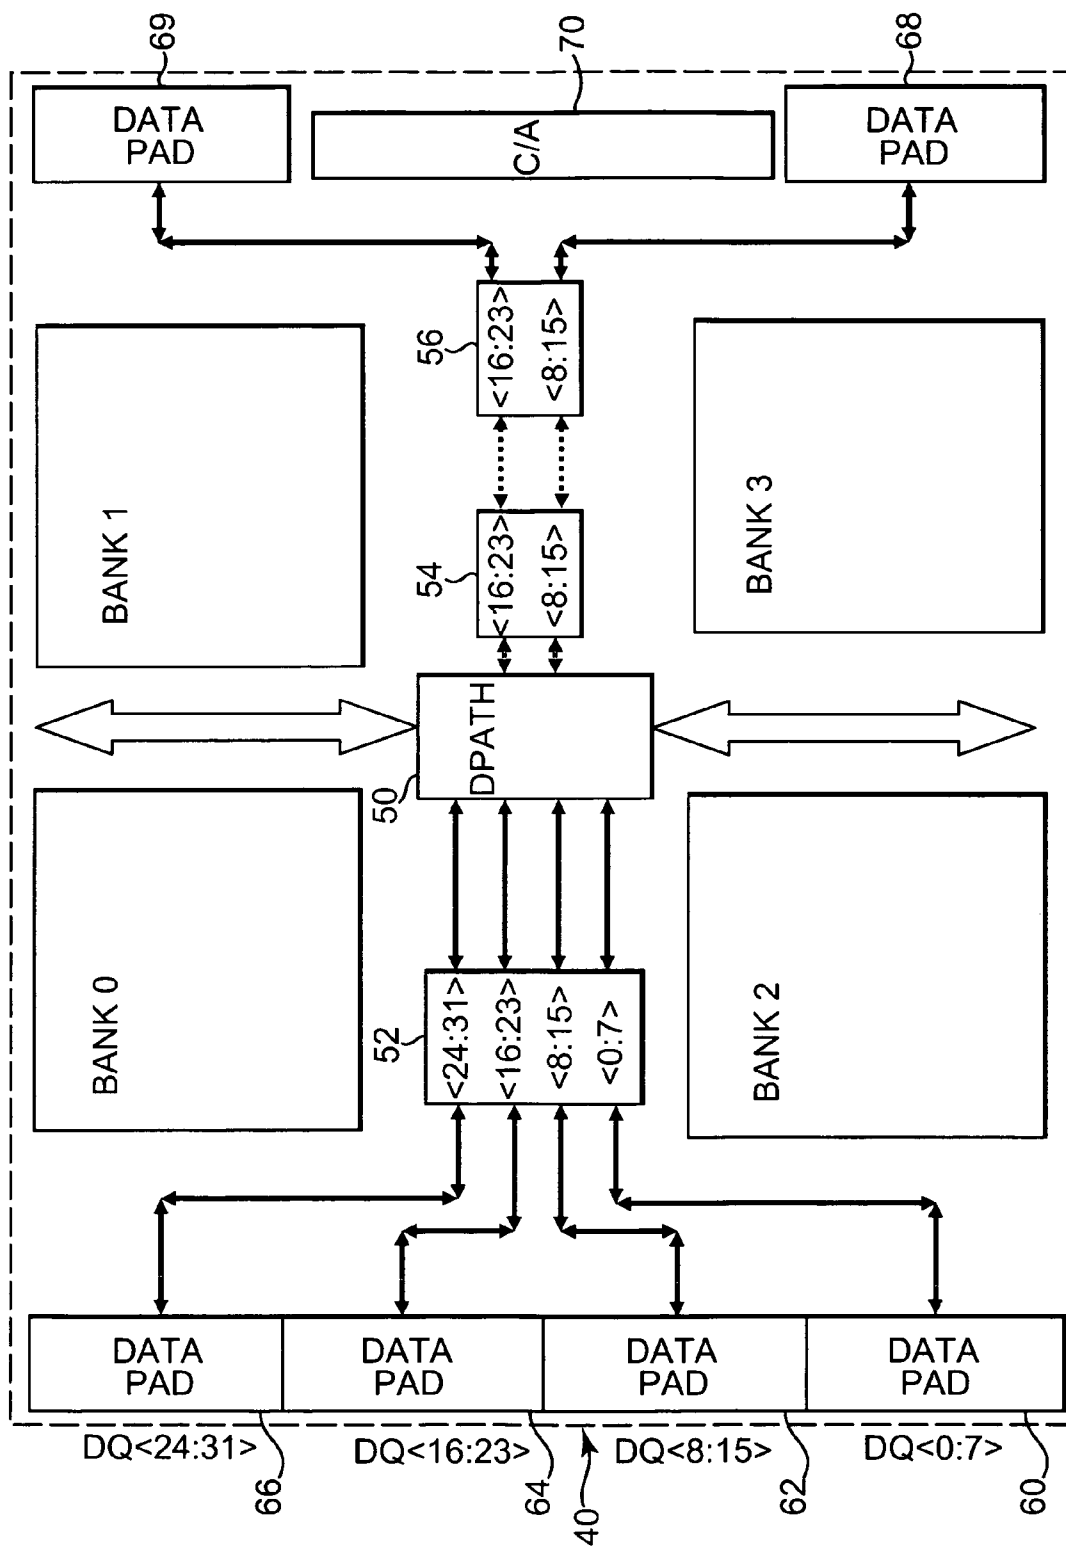 69
70
68
DATA
PAD
C/A
DATA
PAD
BANK 1
56
<16:23>
<8:15>
BANK 3
54
<16:23>
<8:15>
50
DPATH
BANK 0
52
<24:31>
<16:23>
<8:15>
<0:7>
BANK 2
DATA
PAD
DATA
PAD
DATA
PAD
DATA
PAD
DQ<24:31>
DQ<16:23>
DQ<8:15>
DQ<0:7>
66
64
40
62
60